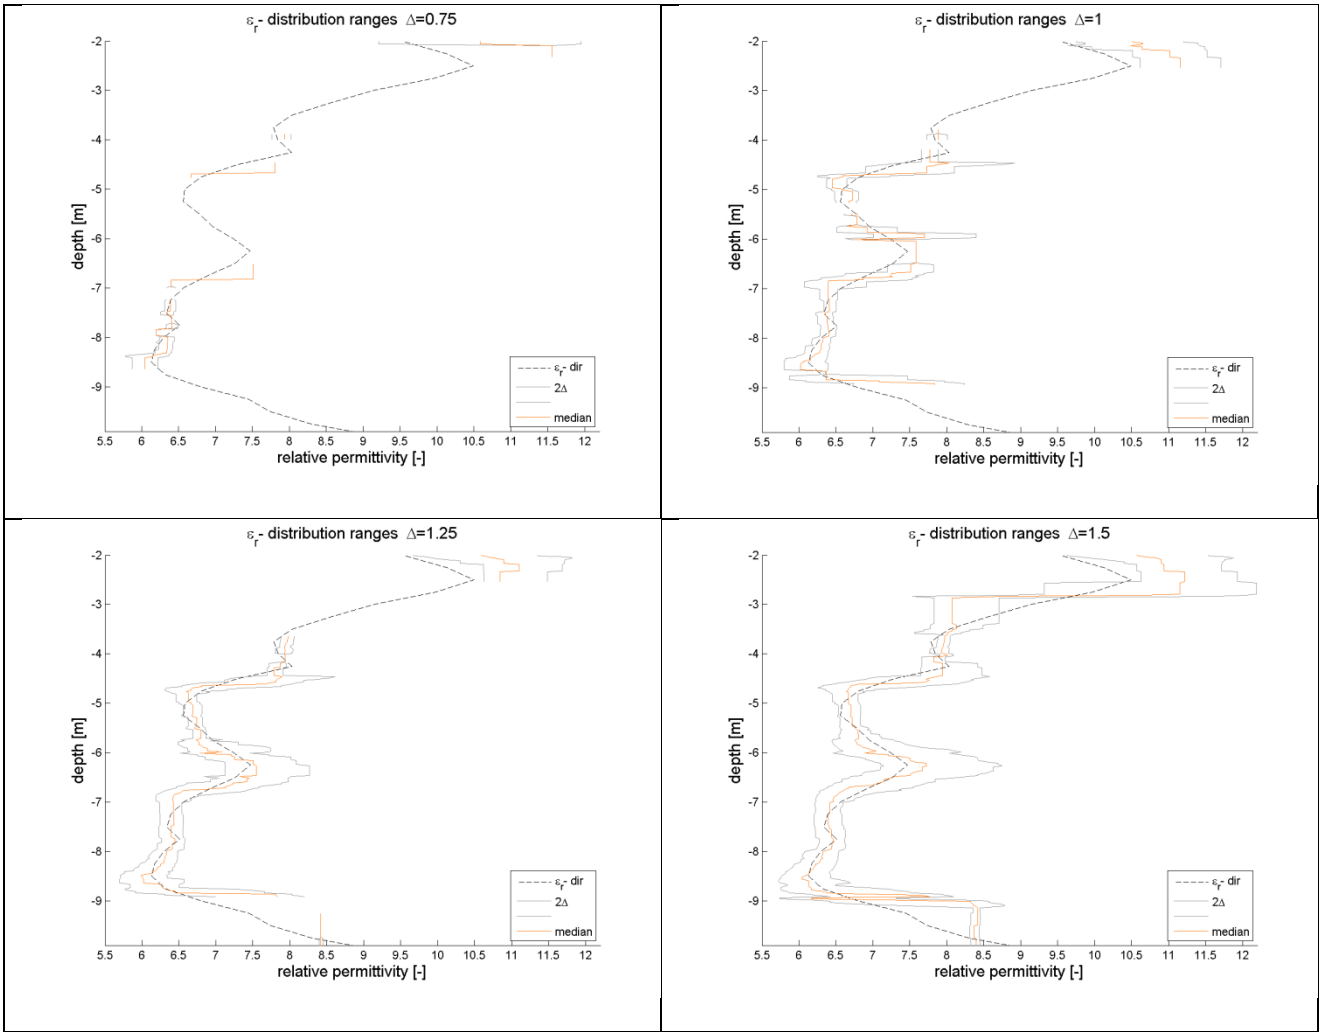 εr- distribution ranges Δ=0.75
-2
-3
-4
-5
-6
-7
-8
-9
depth [m]
5.5 6 6.5 7 7.5 8 8.5 9 9.5 10 10.5 11 11.5 12
relative permittivity [-]
εr- dir
2Δ
median
εr- distribution ranges Δ=1
-2
-3
-4
-5
-6
-7
-8
-9
depth [m]
5.5 6 6.5 7 7.5 8 8.5 9 9.5 10 10.5 11 11.5 12
relative permittivity [-]
εr- dir
2Δ
median
εr- distribution ranges Δ=1.25
-2
-3
-4
-5
-6
-7
-8
-9
depth [m]
5.5 6 6.5 7 7.5 8 8.5 9 9.5 10 10.5 11 11.5 12
relative permittivity [-]
εr- dir
2Δ
median
εr- distribution ranges Δ=1.5
-2
-3
-4
-5
-6
-7
-8
-9
depth [m]
5.5 6 6.5 7 7.5 8 8.5 9 9.5 10 10.5 11 11.5 12
relative permittivity [-]
εr- dir
2Δ
median